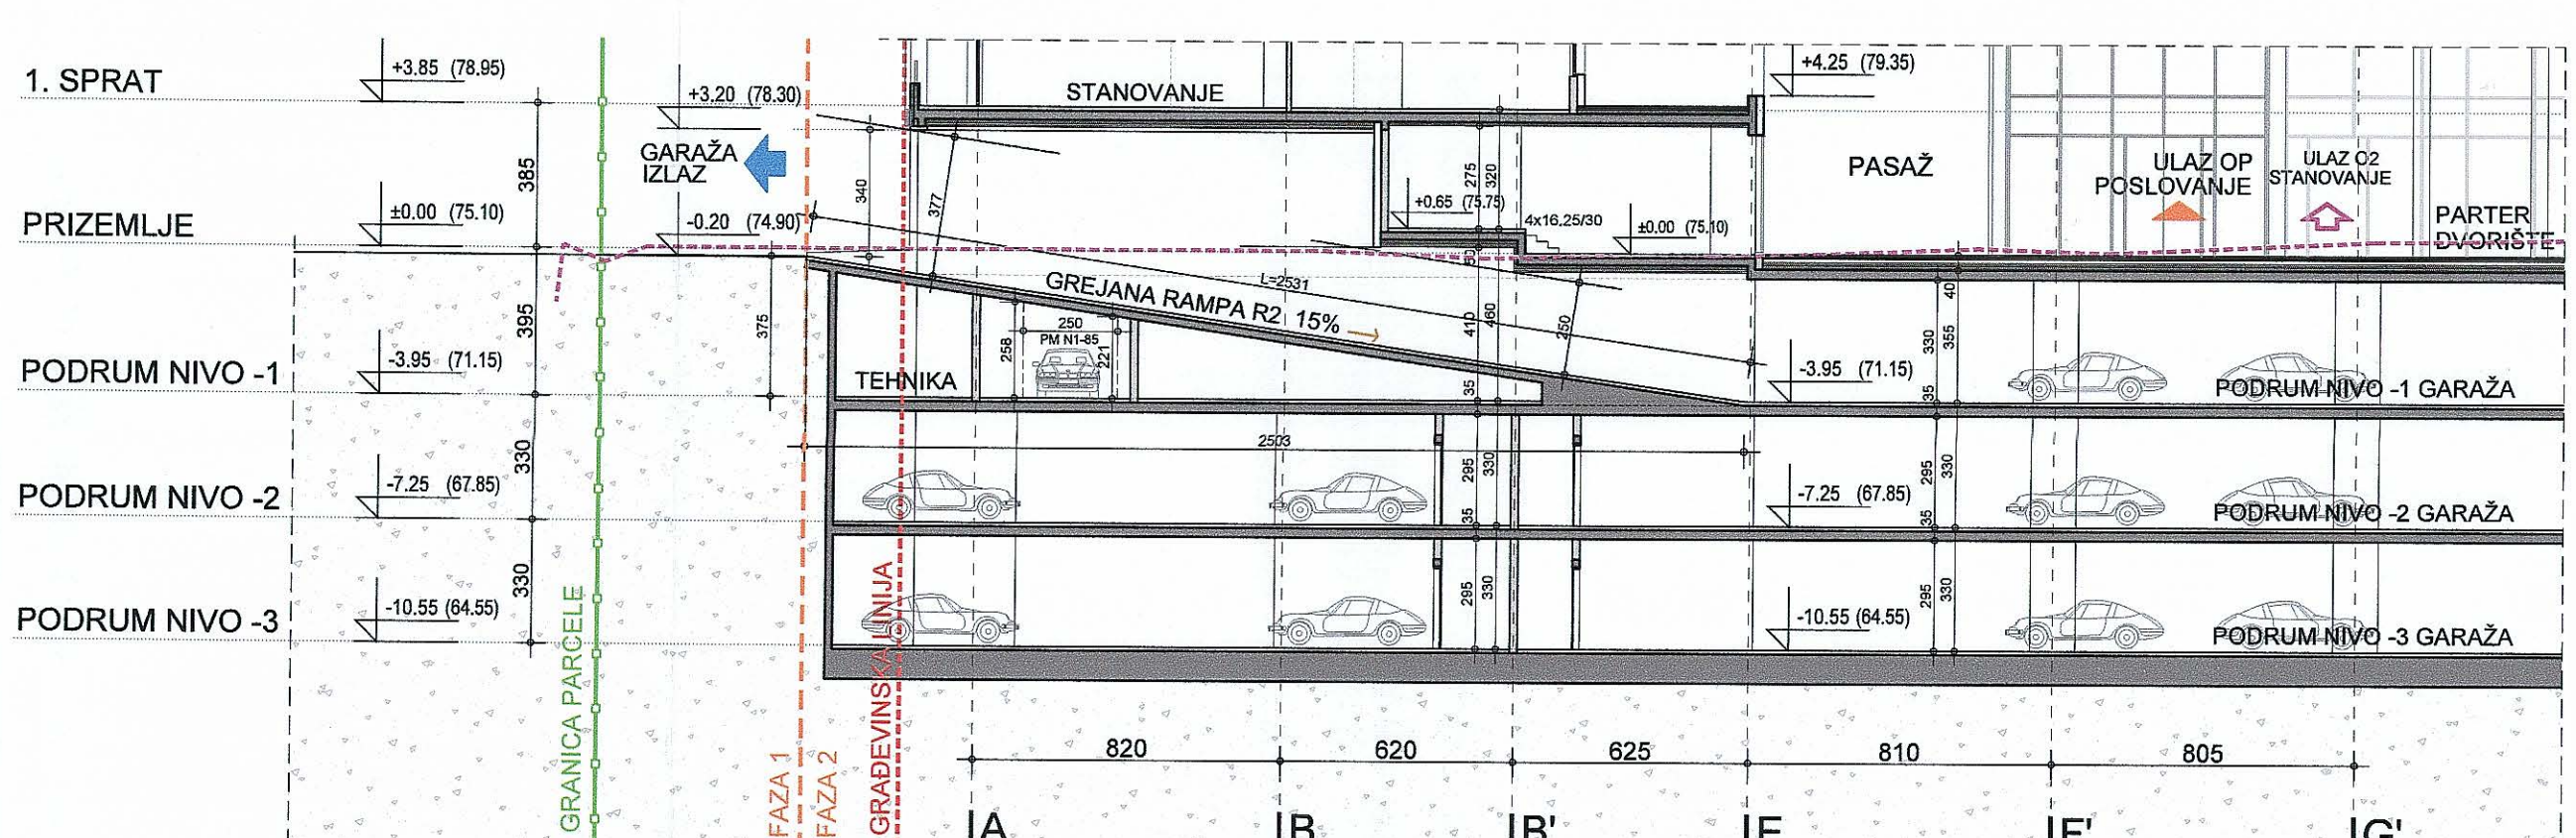 1. SPRAT
+3.85 (78.95)
+3.20 (78.30)
STANOVANJE
+4.25 (79.35)
385
GARAŽA
IZLAZ
340
377
275
320
PASAŽ
ULAZ OP
POSLOVANJE
ULAZ O2
STANOVANJE
PRIZEMLJE
±0.00 (75.10)
-0.20 (74.90)
+0.65 (75.75)
4x16.25/30
±0.00 (75.10)
PARTER
DVORIŠTE
395
375
GREJANA RAMPA R2 15%
L=2531
410
460
250
40
330
355
250
PM N1-85
258
221
PODRUM NIVO -1
-3.95 (71.15)
TEHNIKA
35
-3.95 (71.15)
35
PODRUM NIVO -1 GARAŽA
2503
330
295
330
295
330
PODRUM NIVO -2
-7.25 (67.85)
35
-7.25 (67.85)
35
PODRUM NIVO -2 GARAŽA
330
295
330
295
330
PODRUM NIVO -3
-10.55 (64.55)
-10.55 (64.55)
PODRUM NIVO -3 GARAŽA
GRANICA PARCELE
FAZA 1
FAZA 2
GRAĐEVINSKA LINIJA
820
620
625
810
805
A
B
B'
E
F'
G'